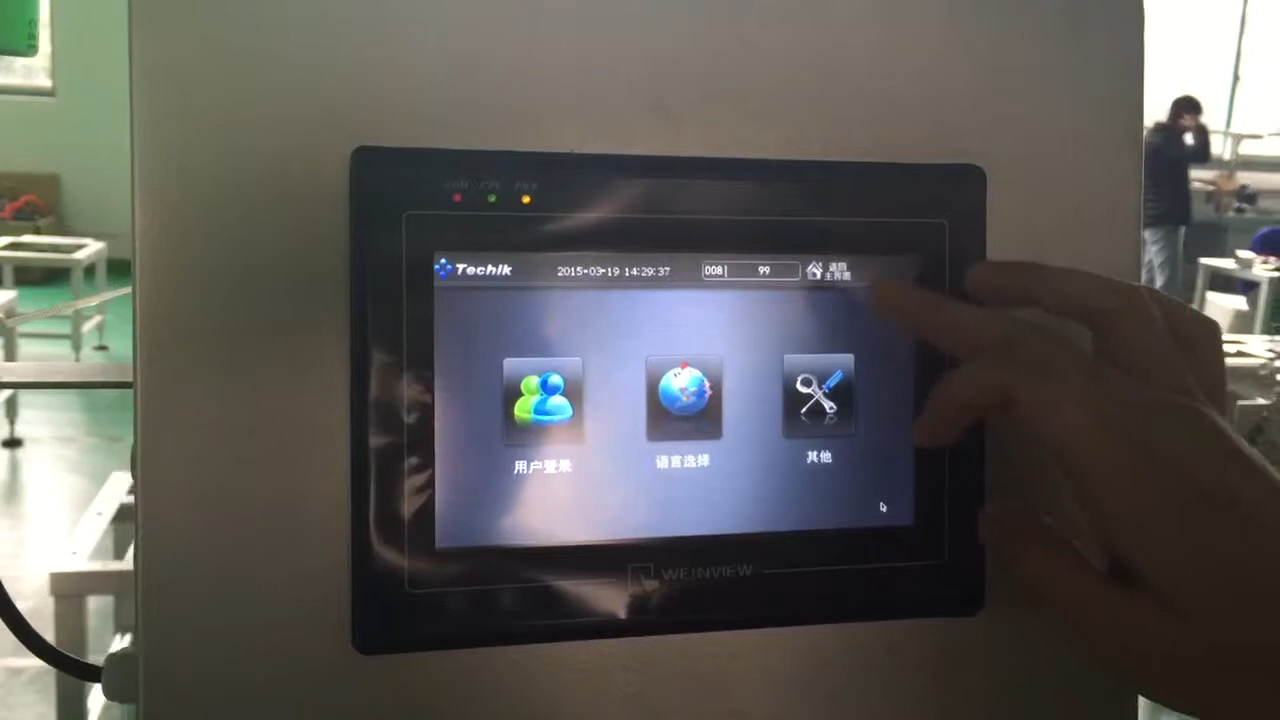 Techik
2015-03-19 14:29:37
008
99
返回
主界面
用户登录
语言选择
其他
WEINVIEW